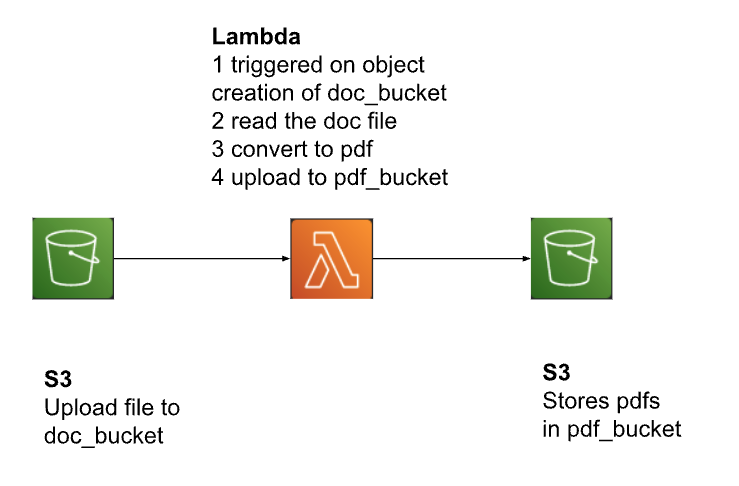 Lambda
1 triggered on object
creation of doc_bucket
2 read the doc file
3 convert to pdf
4 upload to pdf_bucket
S3
Upload file to
doc_bucket
S3
Stores pdfs
in pdf_bucket